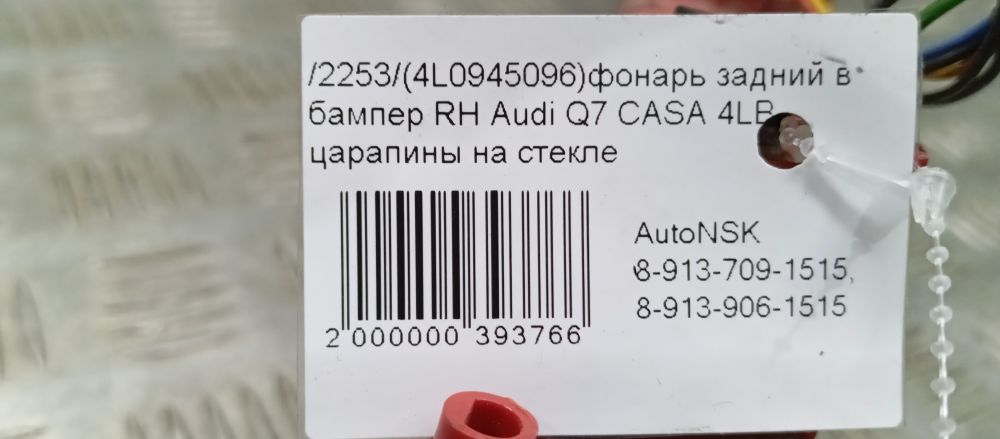 /2253/(4L0945096)фонарь задний в
бампер RH Audi Q7 CASA 4LB
царапины на стекле
AutoNSK
8-913-709-1515,
8-913-906-1515
2 000000 393766